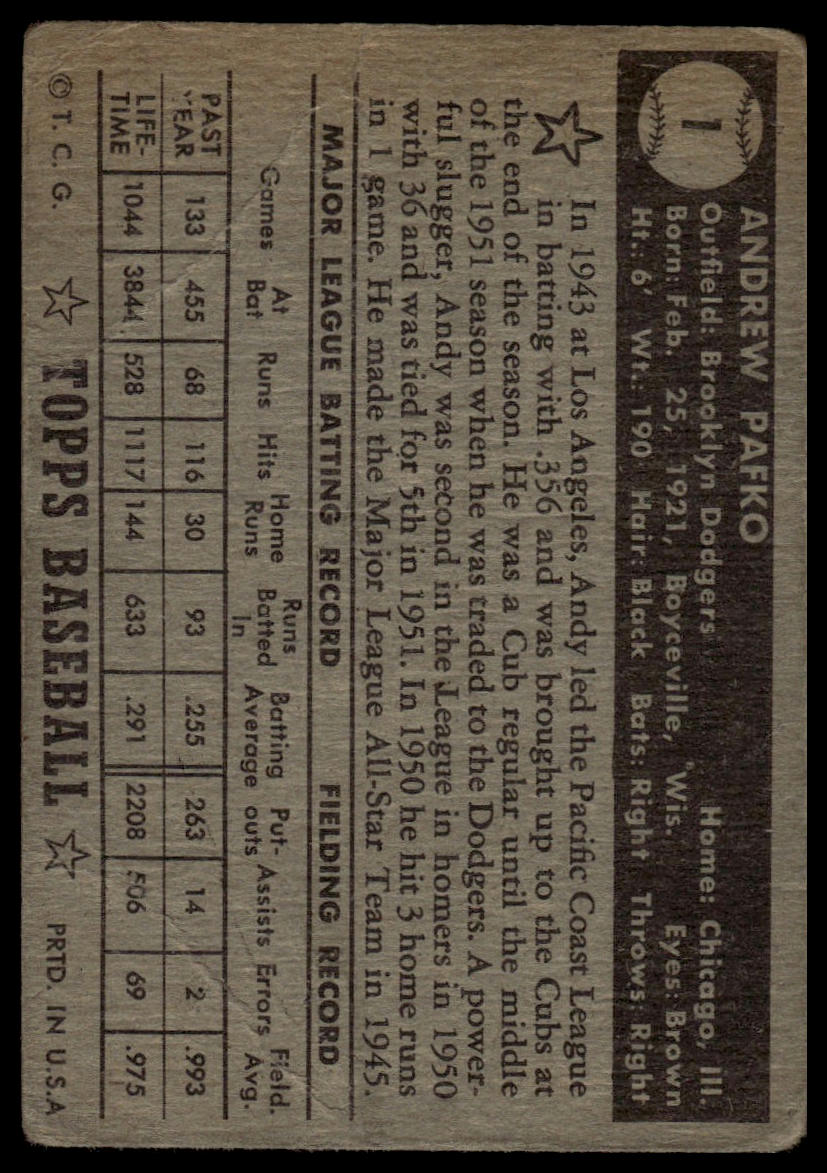 1
ANDREW PAFKO
Outfield: Brooklyn Dodgers Home: Chicago, Ill.
Born: Feb. 25, 1921, Boyceville, Wis. Eyes: Brown
Ht.: 6' Wt.: 190 Hair: Black Bats: Right Throws: Right
In 1943 at Los Angeles, Andy led the Pacific Coast League
in batting with .356 and was brought up to the Cubs at
the end of the season. He was a Cub regular until the middle
of the 1951 season when he was traded to the Dodgers. A power-
ful slugger, Andy was second in the League in homers in 1950
with 36 and was tied for 5th in 1951. In 1950 he hit 3 home runs
in 1 game. He made the Major League All-Star Team in 1945.
MAJOR LEAGUE BATTING RECORD FIELDING RECORD
Games At Bat Runs Hits Home Runs Runs Batted In Batting Average Put-outs Assists Errors Field. Avg.
PAST YEAR 133 455 68 116 30 93 .255 263 14 2 .993
LIFE-TIME 1044 3844 528 1117 144 633 .291 2208 506 69 .975
© T. C. G. TOPPS BASEBALL PRTD. IN U.S.A